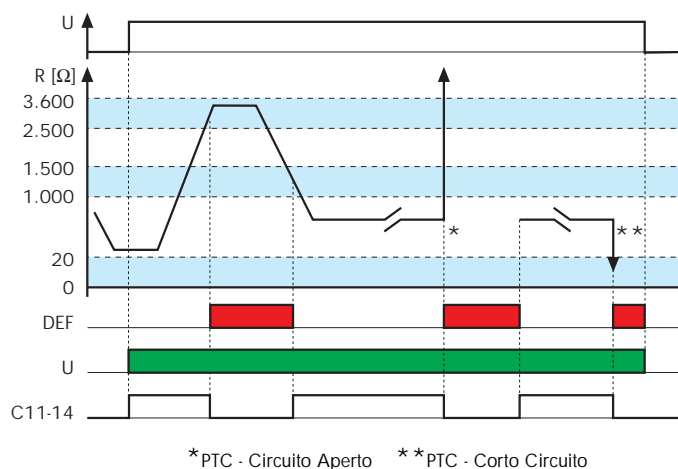 U
R [Ω]
3.600
2.500
1.500
1.000
*
**
20
0
DEF
U
C11-14
*PTC - Circuito Aperto **PTC - Corto Circuito